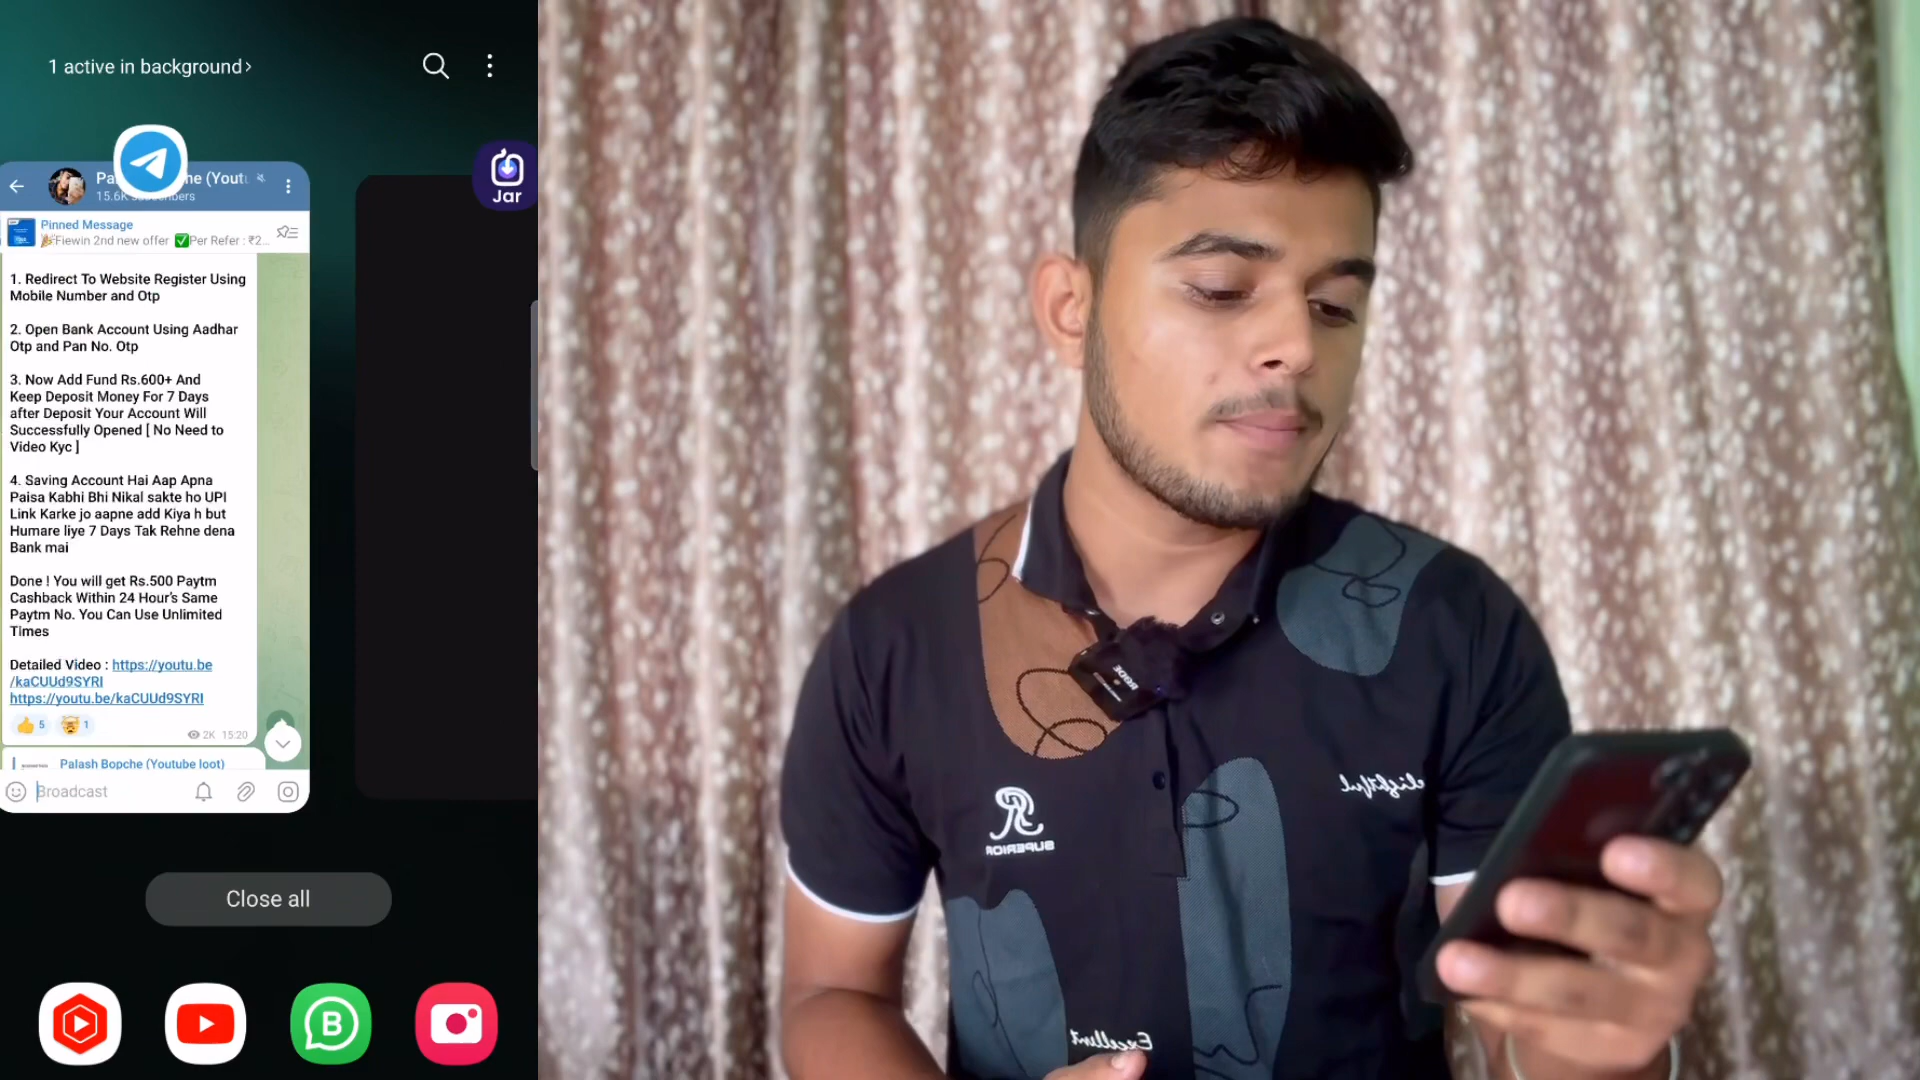 1 active in background ›
Jar
15.6K
Pinned Message
Fiewin 2nd new offer ✅Per Refer : ₹2...
1. Redirect To Website Register Using
Mobile Number and Otp
2. Open Bank Account Using Aadhar
Otp and Pan No. Otp
3. Now Add Fund Rs.600+ And
Keep Deposit Money For 7 Days
after Deposit Your Account Will
Successfully Opened [ No Need to
Video Kyc ]
4. Saving Account Hai Aap Apna
Paisa Kabhi Bhi Nikal sakte ho UPI
Link Karke jo aapne add Kiya h but
Humare liye 7 Days Tak Rehne dena
Bank mai
Done ! You will get Rs.500 Paytm
Cashback Within 24 Hour's Same
Paytm No. You Can Use Unlimited
Times
Detailed Video : https://youtu.be
/kaCUUd9SYRI
https://youtu.be/kaCUUd9SYRI
5 1
2K 15:20
Palash Bopche (Youtube loot)
Broadcast
Close all
B
RODE
SUPERIOR
Excellent